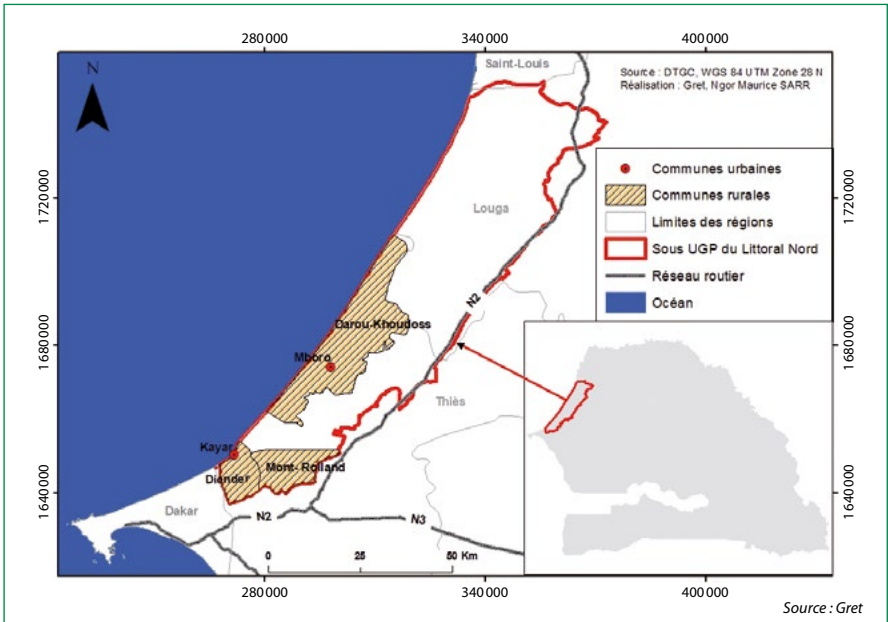 280000 340000 400000
N
Saint-Louis
Source : DTGC, WGS 84 UTM Zone 28 N
Réalisation : Gret, Ngor Maurice SARR
Communes urbaines
Communes rurales
Limites des régions
Sous UGP du Littoral Nord
Réseau routier
Océan
1720000 1720000
Louga
N2
Darou-Khoudoss
1680000 1680000
Mboro
Thiès
Kayar
Mont- Rolland
Diender
1640000 1640000
Dakar
N2
N3
0 25 50 Km
280000 340000 400000
Source : Gret